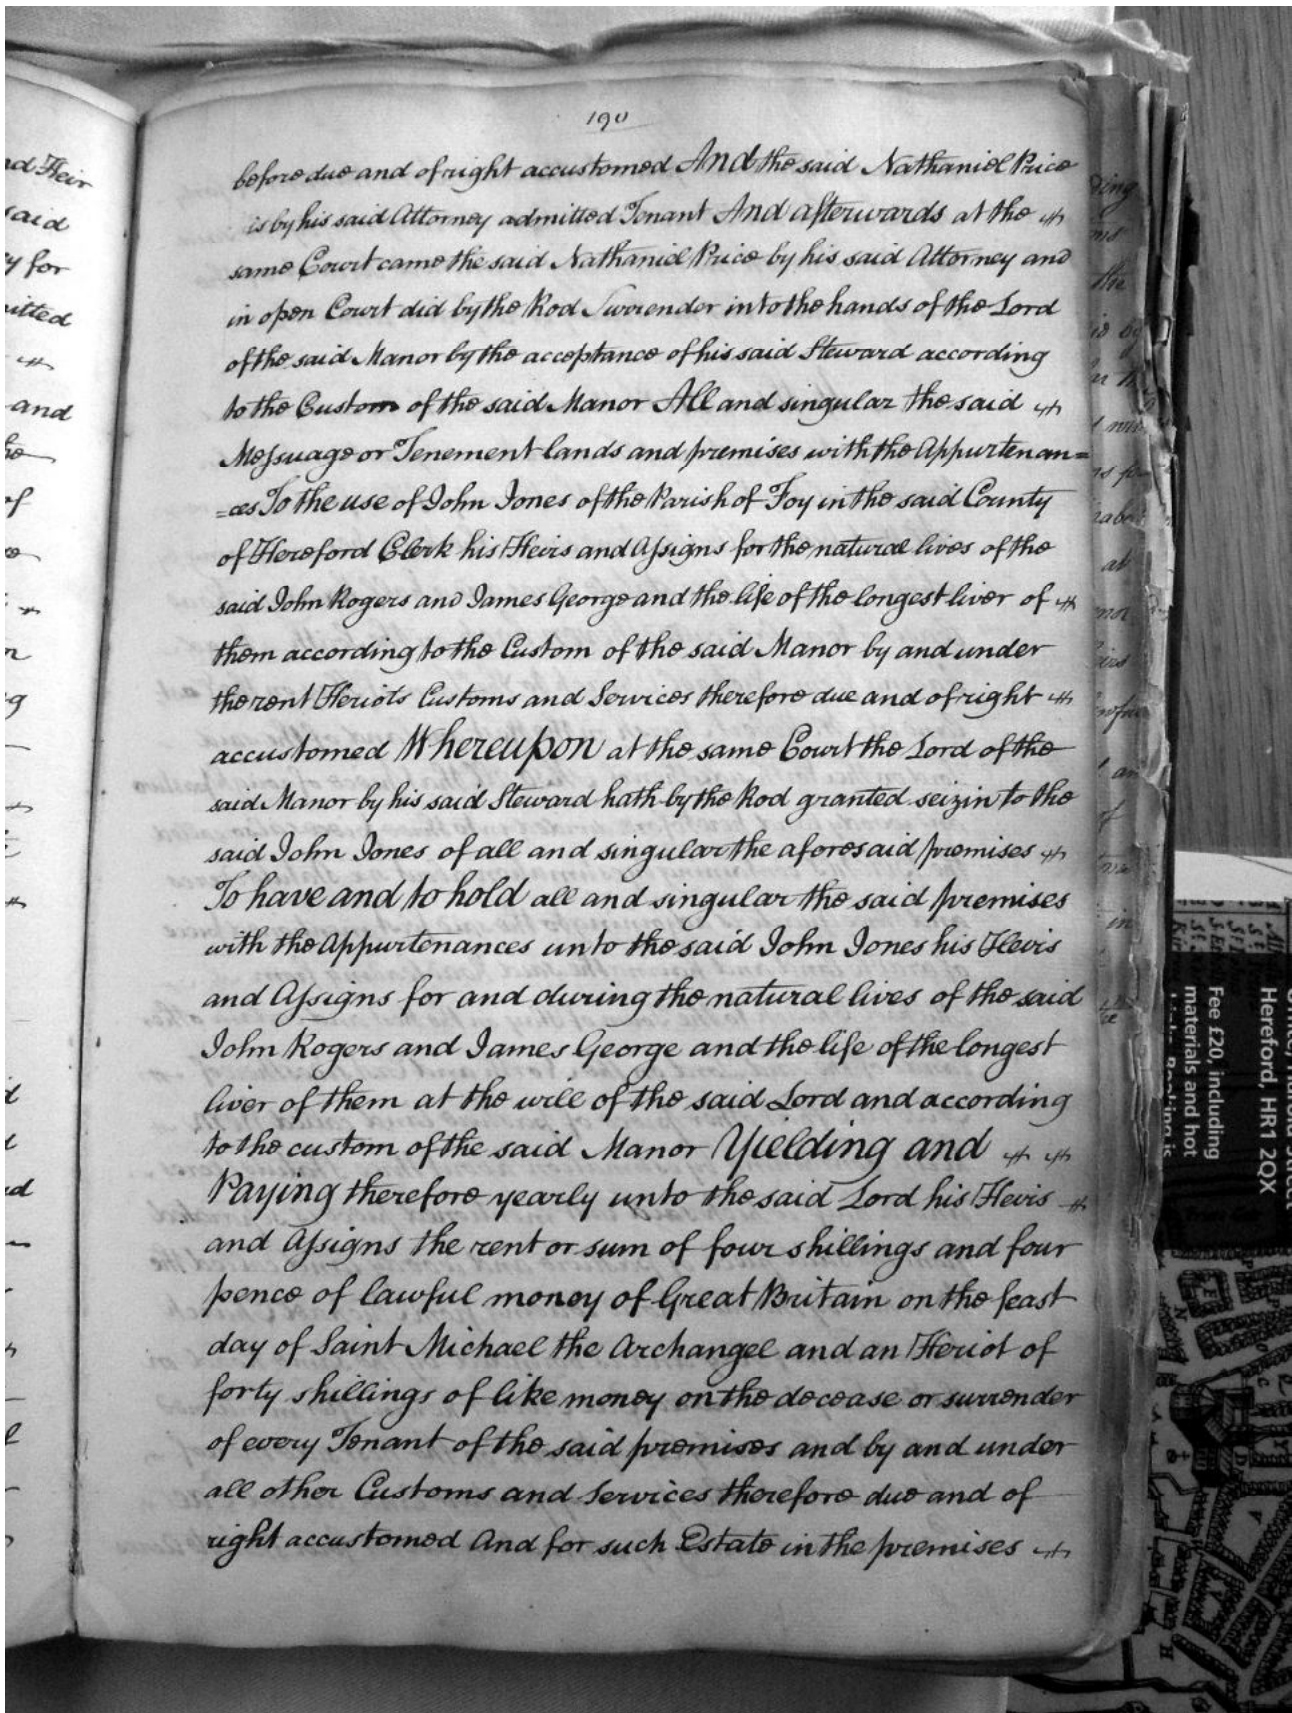 190
before due and of right accustomed And the said Nathaniel Price
is by his said Attorney admitted Tenant And afterwards at the
same Court came the said Nathaniel Price by his said Attorney and
in open Court did by the Rod Surrender into the hands of the Lord
of the said Manor by the acceptance of his said Steward according
to the Custom of the said Manor All and singular the said
Messuage or Tenement lands and premises with the Appurtenan=
=ces To the use of John Jones of the Parish of Foy in the said County
of Hereford Clerk his Heirs and Assigns for the natural lives of the
said John Rogers and James George and the life of the longest liver of
them according to the Custom of the said Manor by and under
the rent Heriots Customs and Services therefore due and of right
accustomed Whereupon at the same Court the Lord of the
said Manor by his said Steward hath by the Rod granted seizin to the
said John Jones of all and singular the aforesaid premises
To have and to hold all and singular the said premises
with the Appurtenances unto the said John Jones his Heirs
and Assigns for and during the natural lives of the said
John Rogers and James George and the life of the longest
liver of them at the will of the said Lord and according
to the custom of the said Manor Yielding and
Paying therefore yearly unto the said Lord his Heirs
and Assigns the rent or sum of four shillings and four
pence of lawful money of Great Britain on the feast
day of Saint Michael the Archangel and an Heriot of
forty shillings of like money on the decease or surrender
of every Tenant of the said premises and by and under
all other Customs and Services therefore due and of
right accustomed And for such Estate in the premises
Heir
said
for
and
of
at
the
in
Hereford, HR1 2QX
Fee £20, including
materials and hot